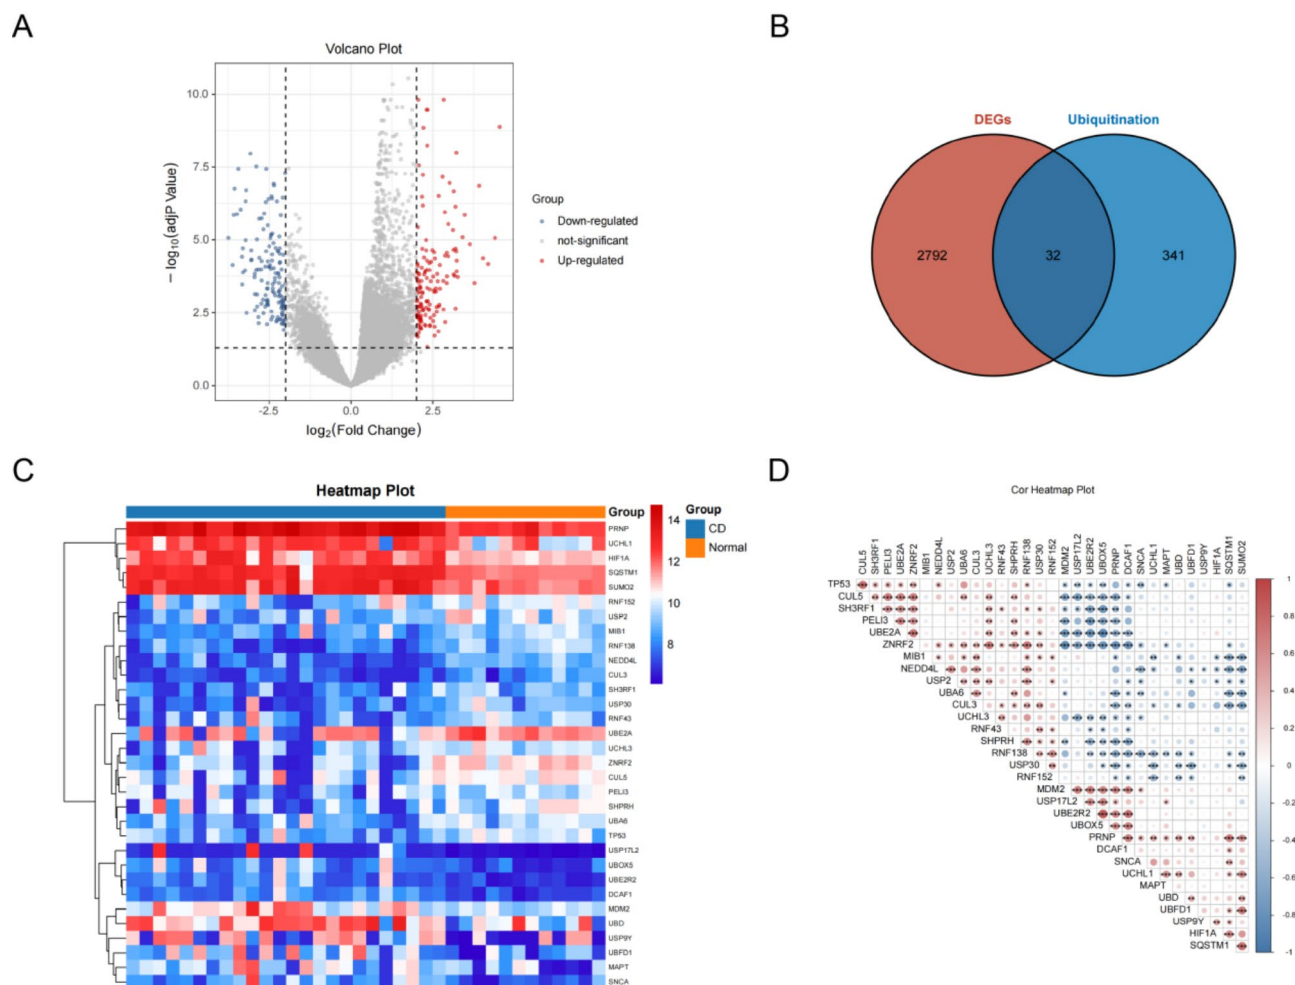 A
Volcano Plot
10.0
7.5
5.0
2.5
0.0
-2.5
0.0
2.5
− log10(adjP Value)
log2(Fold Change)
Group
Down-regulated
not-significant
Up-regulated
B
DEGs
Ubiquitination
2792
32
341
C
Heatmap Plot
Group
PRNP
UCHL1
HIF1A
SQSTM1
SUMO2
RNF152
USP2
MIB1
RNF138
NEDD4L
CUL3
SH3RF1
USP30
RNF43
UBE2A
UCHL3
ZNRF2
CUL5
PELI3
SHPRH
UBA6
TP53
USP17L2
UBOX5
UBE2R2
DCAF1
MDM2
UBD
USP9Y
UBFD1
MAPT
SNCA
14
12
10
8
Group
CD
Normal
D
Cor Heatmap Plot
CUL5
SH3RF1
PELI3
UBE2A
ZNRF2
MIB1
NEDD4L
USP2
UBA6
CUL3
UCHL3
RNF43
SHPRH
RNF138
USP30
RNF152
MDM2
USP17L2
UBE2R2
UBOX5
PRNP
DCAF1
SNCA
UCHL1
MAPT
UBD
UBFD1
USP9Y
HIF1A
SQSTM1
SUMO2
TP53
CUL5
SH3RF1
PELI3
UBE2A
ZNRF2
MIB1
NEDD4L
USP2
UBA6
CUL3
UCHL3
RNF43
SHPRH
RNF138
USP30
RNF152
MDM2
USP17L2
UBE2R2
UBOX5
PRNP
DCAF1
SNCA
UCHL1
MAPT
UBD
UBFD1
USP9Y
HIF1A
SQSTM1
1
0.8
0.6
0.4
0.2
0
-0.2
-0.4
-0.6
-0.8
-1